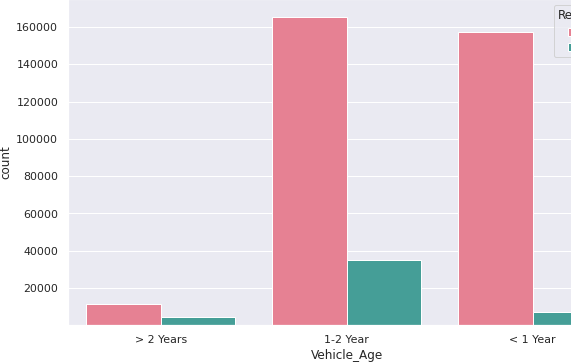 Re
160000
140000
120000
100000
80000
60000
40000
20000
count
> 2 Years
1-2 Year
< 1 Year
Vehicle_Age